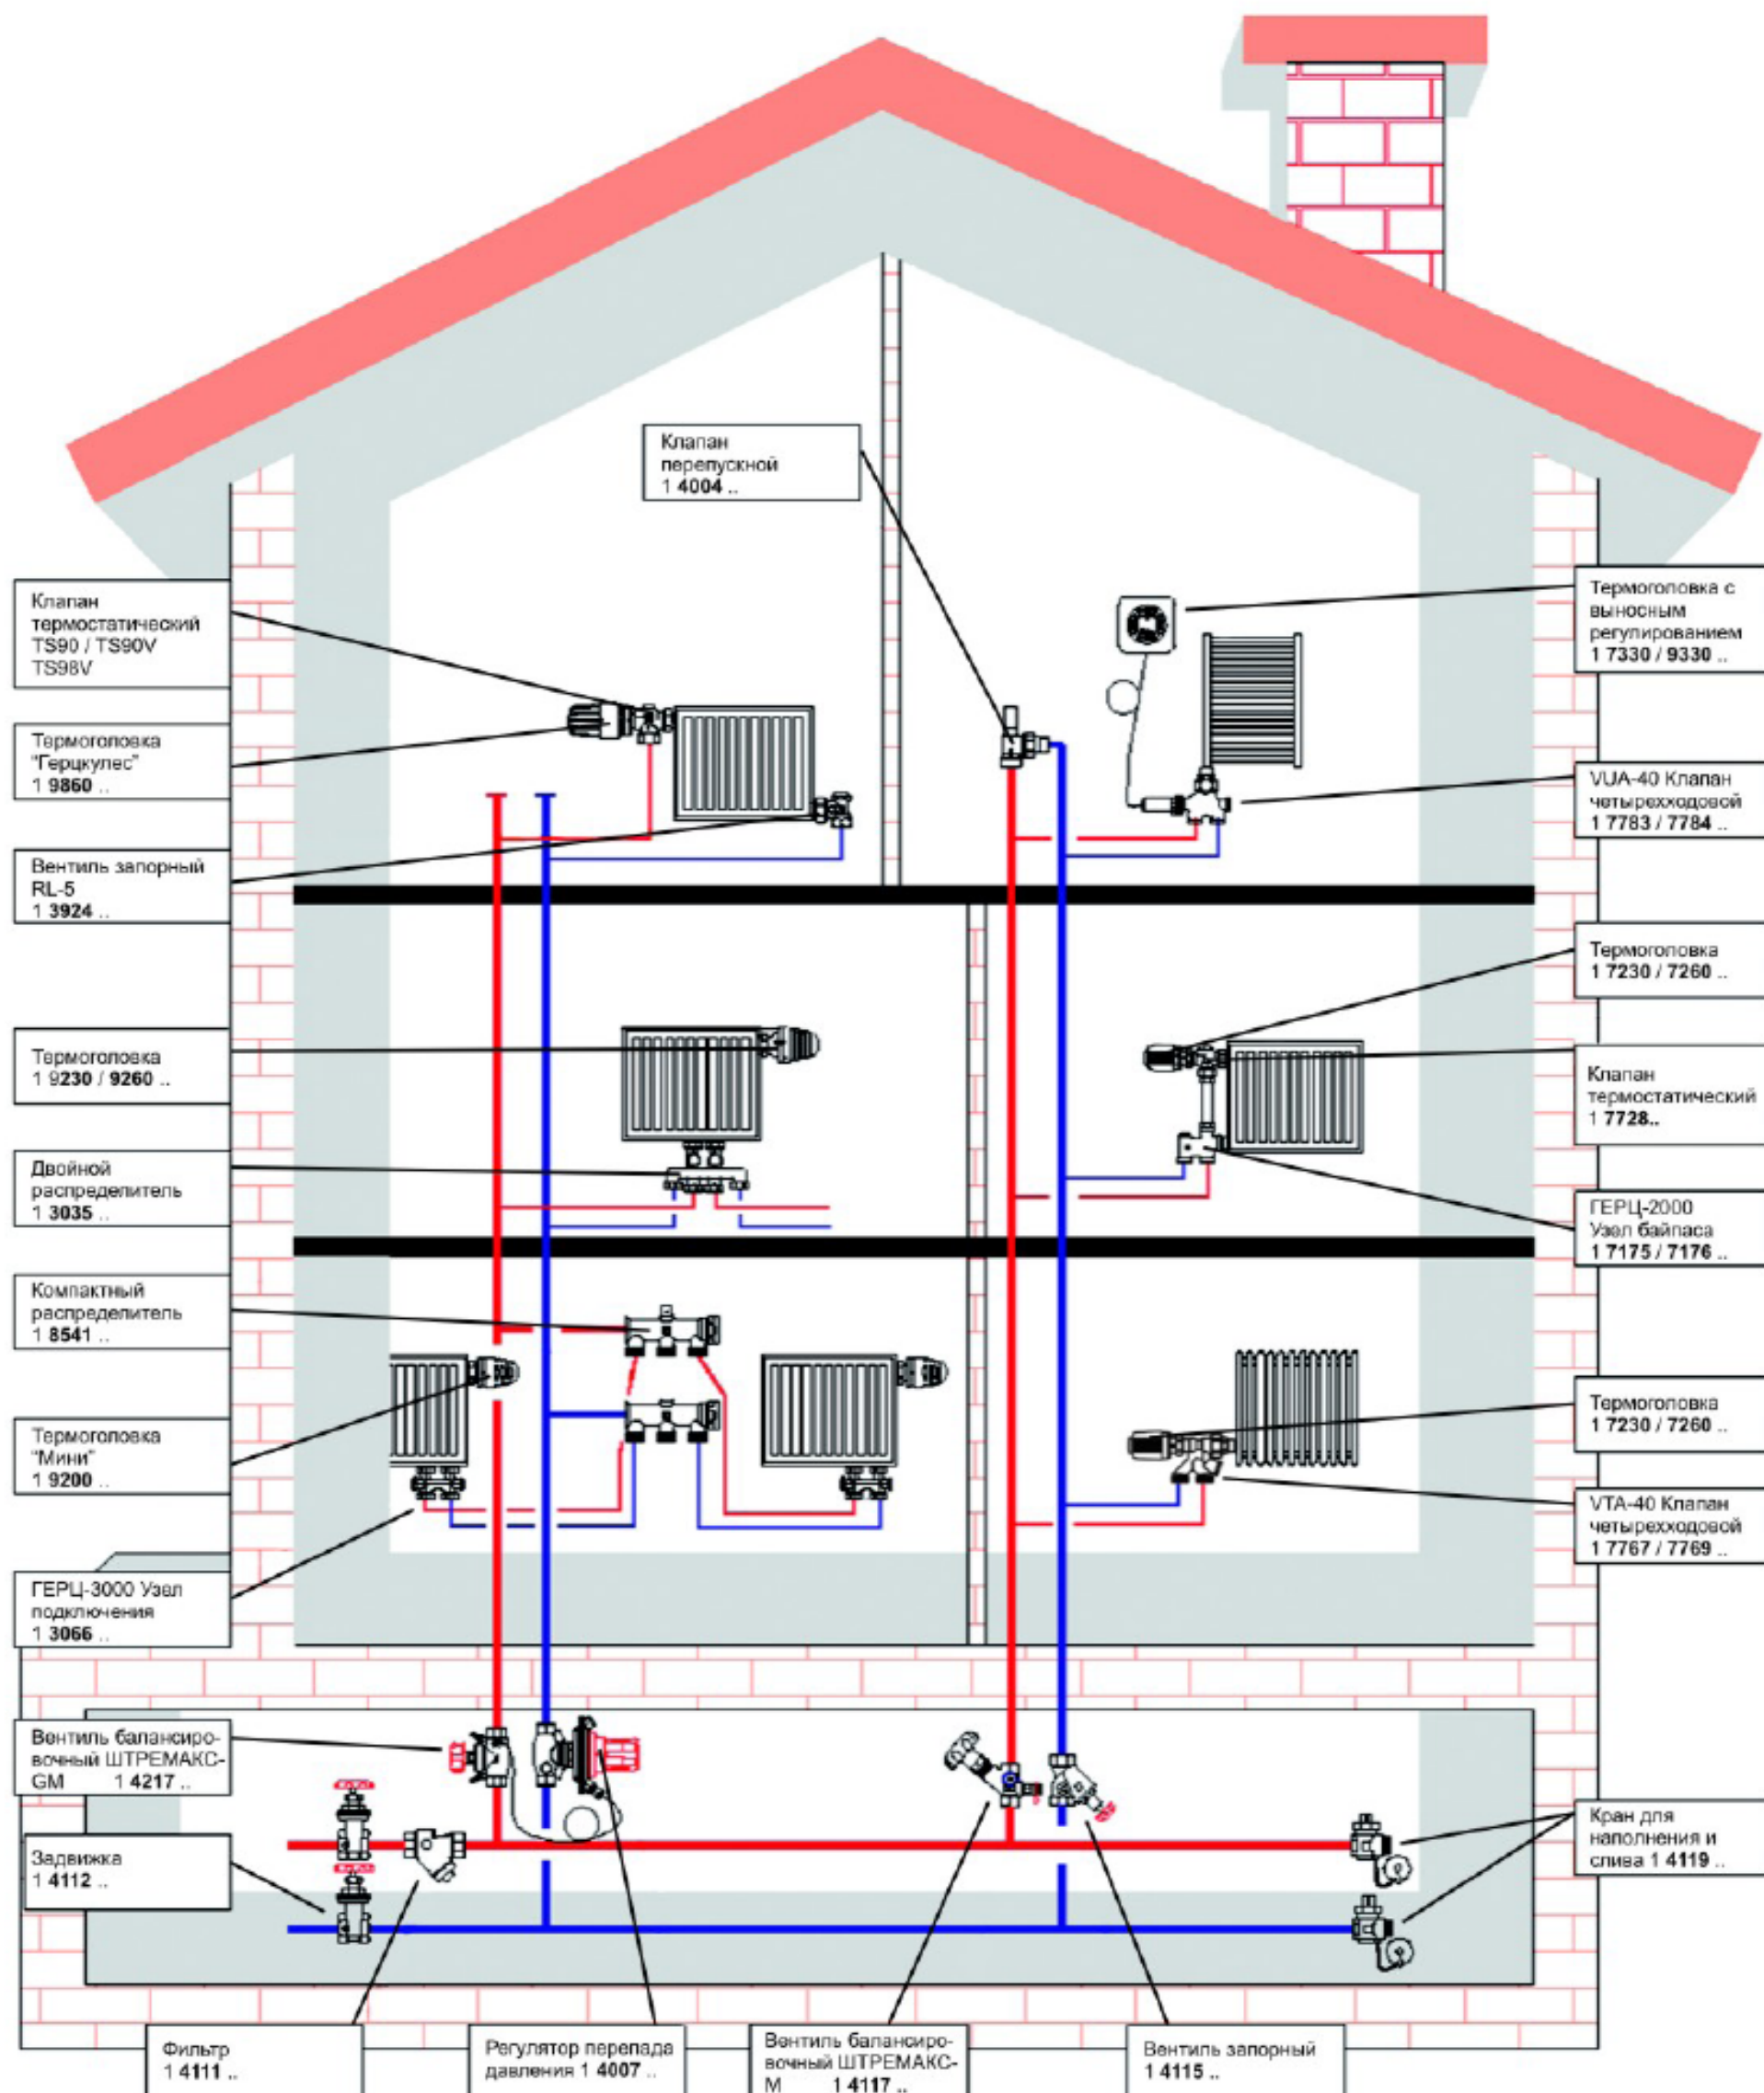 Клапан
перепускной
1 4004 ..
Клапан
термостатический
TS90 / TS90V
TS98V
Термоголовка
"Герцкулес"
1 9860 ..
Вентиль запорный
RL-5
1 3924 ..
Термоголовка
1 9230 / 9260 ..
Двойной
распределитель
1 3035 ..
Компактный
распределитель
1 8541 ..
Термоголовка
"Мини"
1 9200 ..
ГЕРЦ-3000 Узел
подключения
1 3066 ..
Вентиль балансиро-
вочный ШТРЕМАКС-
GM 1 4217 ..
Задвижка
1 4112 ..
Термоголовка с
выносным
регулированием
1 7330 / 9330 ..
VUA-40 Клапан
четырехходовой
1 7783 / 7784 ..
Термоголовка
1 7230 / 7260 ..
Клапан
термостатический
1 7728..
ГЕРЦ-2000
Узел байпаса
1 7175 / 7176 ..
Термоголовка
1 7230 / 7260 ..
VTA-40 Клапан
четырехходовой
1 7767 / 7769 ..
Кран для
наполнения и
слива 1 4119 ..
Фильтр
1 4111 ..
Регулятор перепада
давления 1 4007 ..
Вентиль балансиро-
вочный ШТРЕМАКС-
М 1 4117 ..
Вентиль запорный
1 4115 ..